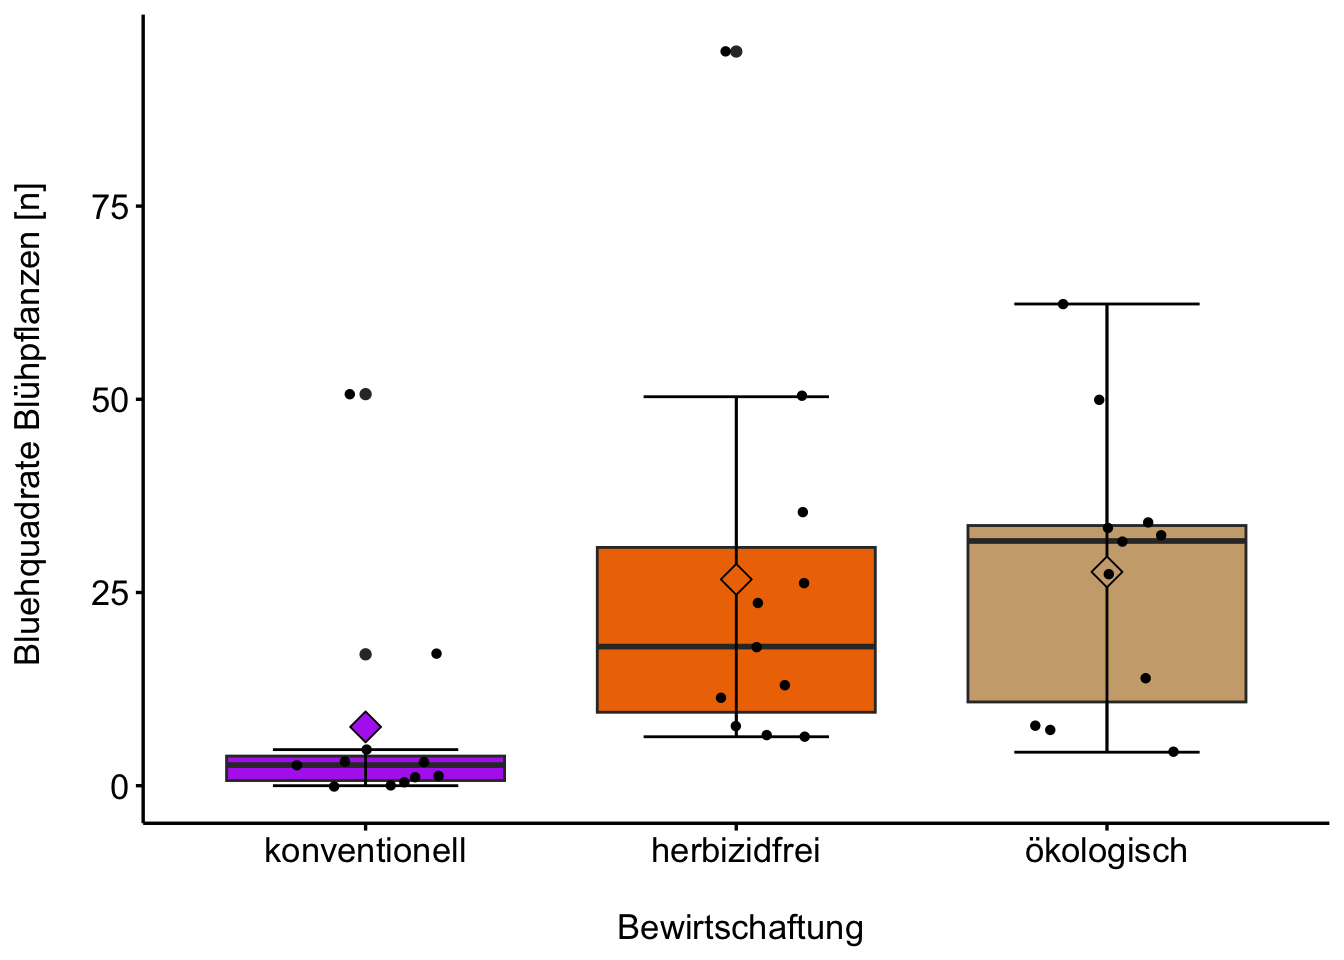 Bluehquadrate Blühpflanzen [n]
75
50
25
0
konventionell
herbizidfrei
ökologisch
Bewirtschaftung